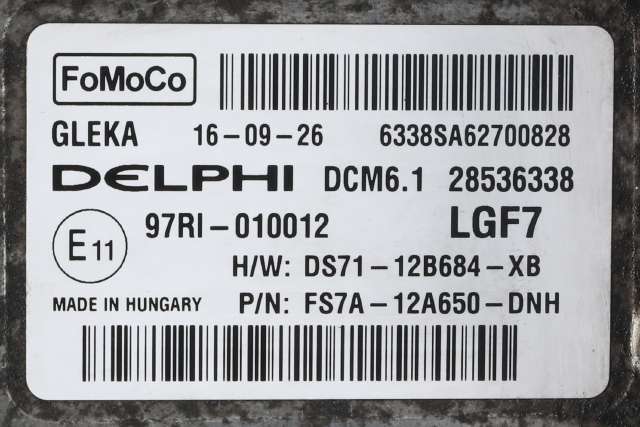 FoMoCo
GLEKA 16-09-26 6338SA62700828
DELPHI DCM6.1 28536338
E11 97RI-010012 LGF7
H/W: DS71-12B684-XB
MADE IN HUNGARY P/N: FS7A-12A650-DNH